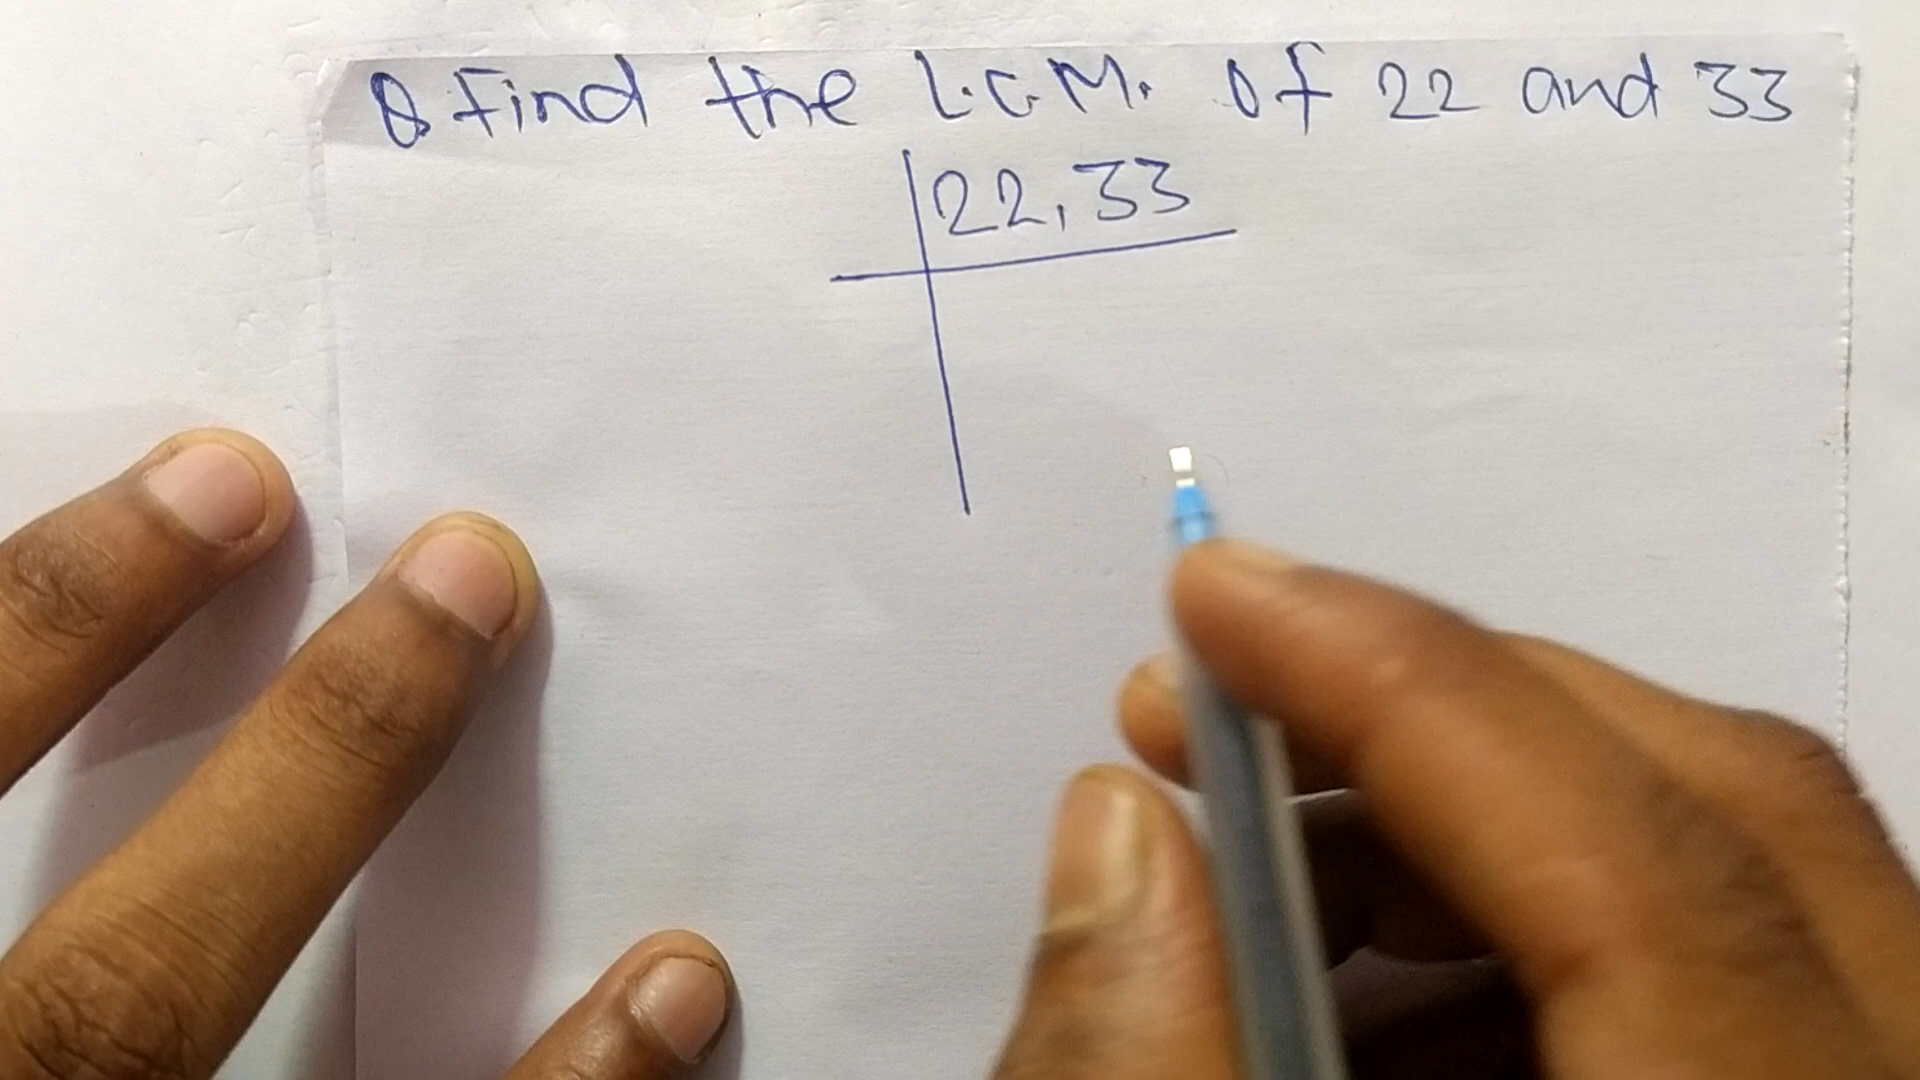 Q Find the L.C.M. of 22 and 33
22, 33